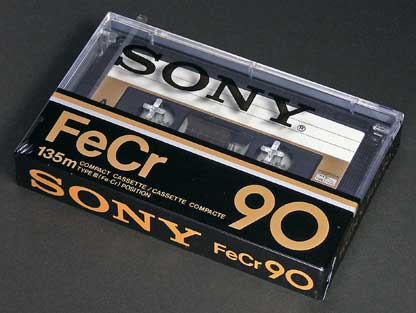 SONY®
FeCr
135m COMPACT CASSETTE/CASSETTE COMPACTE
TYPE III (Fe-Cr) POSITION
90
SONY FeCr 90